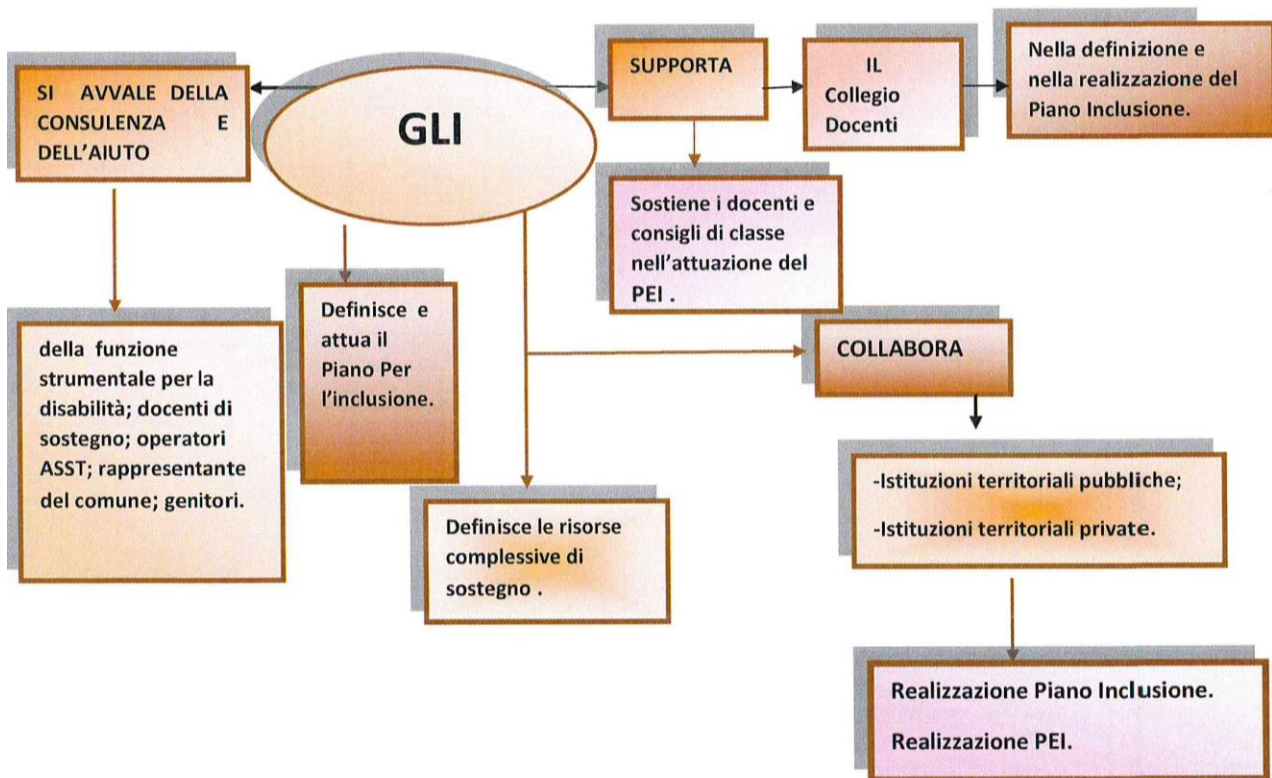 GLI
SI AVVALE DELLA
CONSULENZA E
DELL'AIUTO
della funzione
strumentale per la
disabilità; docenti di
sostegno; operatori
ASST; rappresentante
del comune; genitori.
Definisce e
attua il
Piano Per
l'inclusione.
Definisce le risorse
complessive di
sostegno .
SUPPORTA
IL
Collegio
Docenti
Nella definizione e
nella realizzazione del
Piano Inclusione.
Sostiene i docenti e
consigli di classe
nell'attuazione del
PEI .
COLLABORA
-Istituzioni territoriali pubbliche;
-Istituzioni territoriali private.
Realizzazione Piano Inclusione.
Realizzazione PEI.